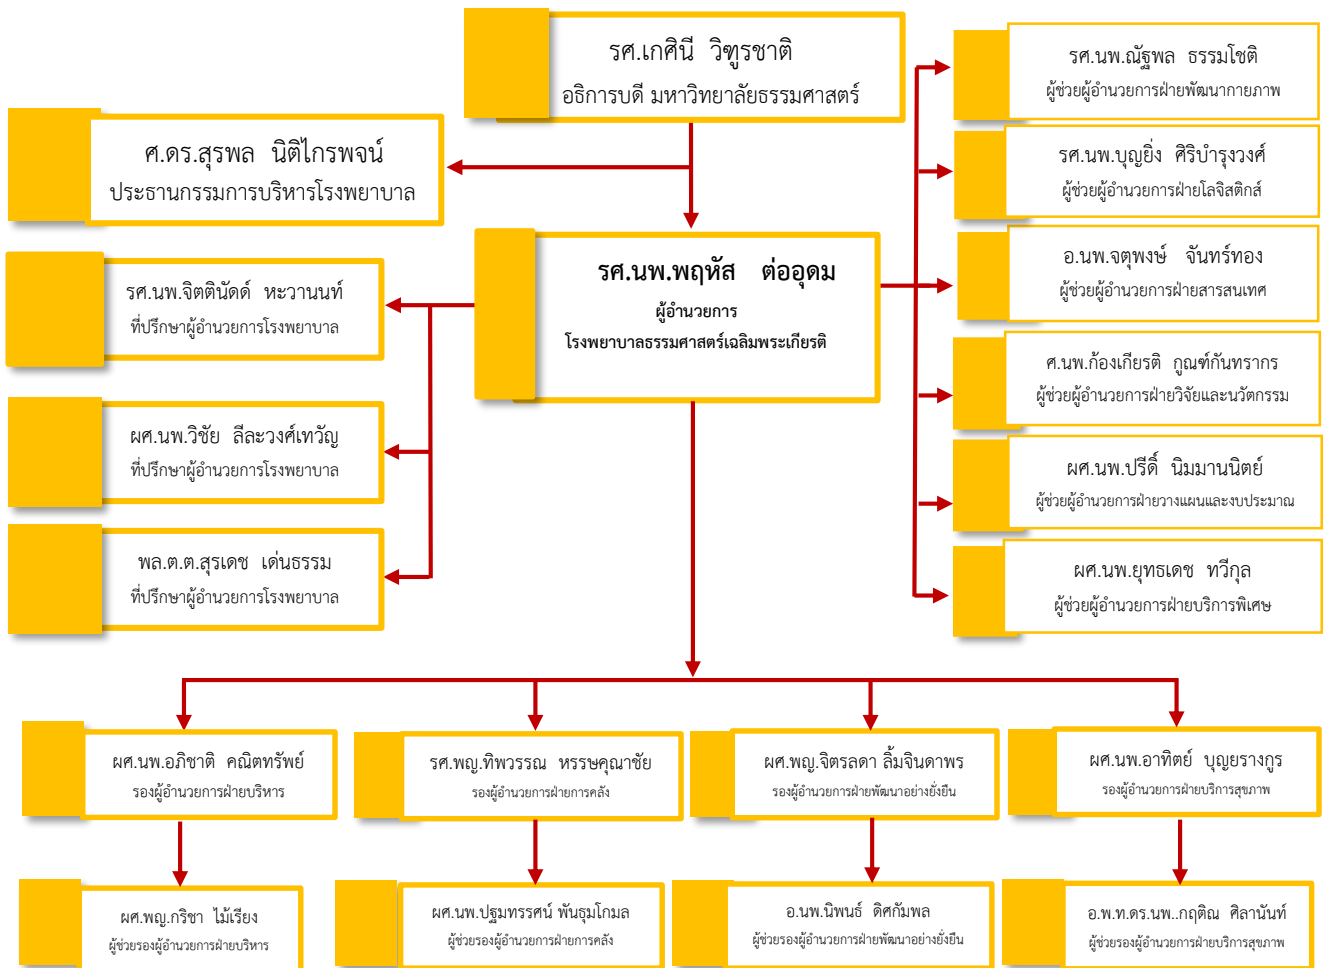 รศ.เกศินี วิฑูรชาติ
อธิการบดี มหาวิทยาลัยธรรมศาสตร์
ศ.ดร.สุรพล นิติไกรพจน์
ประธานกรรมการบริหารโรงพยาบาล
รศ.นพ.พฤหัส ต่ออุดม
ผู้อำนวยการ
โรงพยาบาลธรรมศาสตร์เฉลิมพระเกียรติ
รศ.นพ.จิตตินัดด์ หะวานนท์
ที่ปรึกษาผู้อำนวยการโรงพยาบาล
ผศ.นพ.วิชัย ลีละวงศ์เทวัญ
ที่ปรึกษาผู้อำนวยการโรงพยาบาล
พล.ต.ต.สุรเดช เด่นธรรม
ที่ปรึกษาผู้อำนวยการโรงพยาบาล
รศ.นพ.ณัฐพล ธรรมโชติ
ผู้ช่วยผู้อำนวยการฝ่ายพัฒนากายภาพ
รศ.นพ.บุญยิ่ง ศิริบำรุงวงศ์
ผู้ช่วยผู้อำนวยการฝ่ายโลจิสติกส์
อ.นพ.จตุพงษ์ จันทร์ทอง
ผู้ช่วยผู้อำนวยการฝ่ายสารสนเทศ
ศ.นพ.ก้องเกียรติ กูณฑ์กันทรากร
ผู้ช่วยผู้อำนวยการฝ่ายวิจัยและนวัตกรรม
ผศ.นพ.ปรีดิ์ นิมมานนิตย์
ผู้ช่วยผู้อำนวยการฝ่ายวางแผนและงบประมาณ
ผศ.นพ.ยุทธเดช ทวีกุล
ผู้ช่วยผู้อำนวยการฝ่ายบริการพิเศษ
ผศ.นพ.อภิชาติ คณิตทรัพย์
รองผู้อำนวยการฝ่ายบริหาร
รศ.พญ.ทิพวรรณ หรรษคุณาชัย
รองผู้อำนวยการฝ่ายการคลัง
ผศ.พญ.จิตรลดา ลิ้มจินดาพร
รองผู้อำนวยการฝ่ายพัฒนาอย่างยั่งยืน
ผศ.นพ.อาทิตย์ บุญยรางกูร
รองผู้อำนวยการฝ่ายบริการสุขภาพ
ผศ.พญ.กริชา ไม้เรียง
ผู้ช่วยรองผู้อำนวยการฝ่ายบริหาร
ผศ.นพ.ปฐมทรรศน์ พันธุมโกมล
ผู้ช่วยรองผู้อำนวยการฝ่ายการคลัง
อ.นพ.นิพนธ์ ดิศกัมพล
ผู้ช่วยรองผู้อำนวยการฝ่ายพัฒนาอย่างยั่งยืน
อ.พ.ท.ดร.นพ..กฤติณ ศิลานันท์
ผู้ช่วยรองผู้อำนวยการฝ่ายบริการสุขภาพ